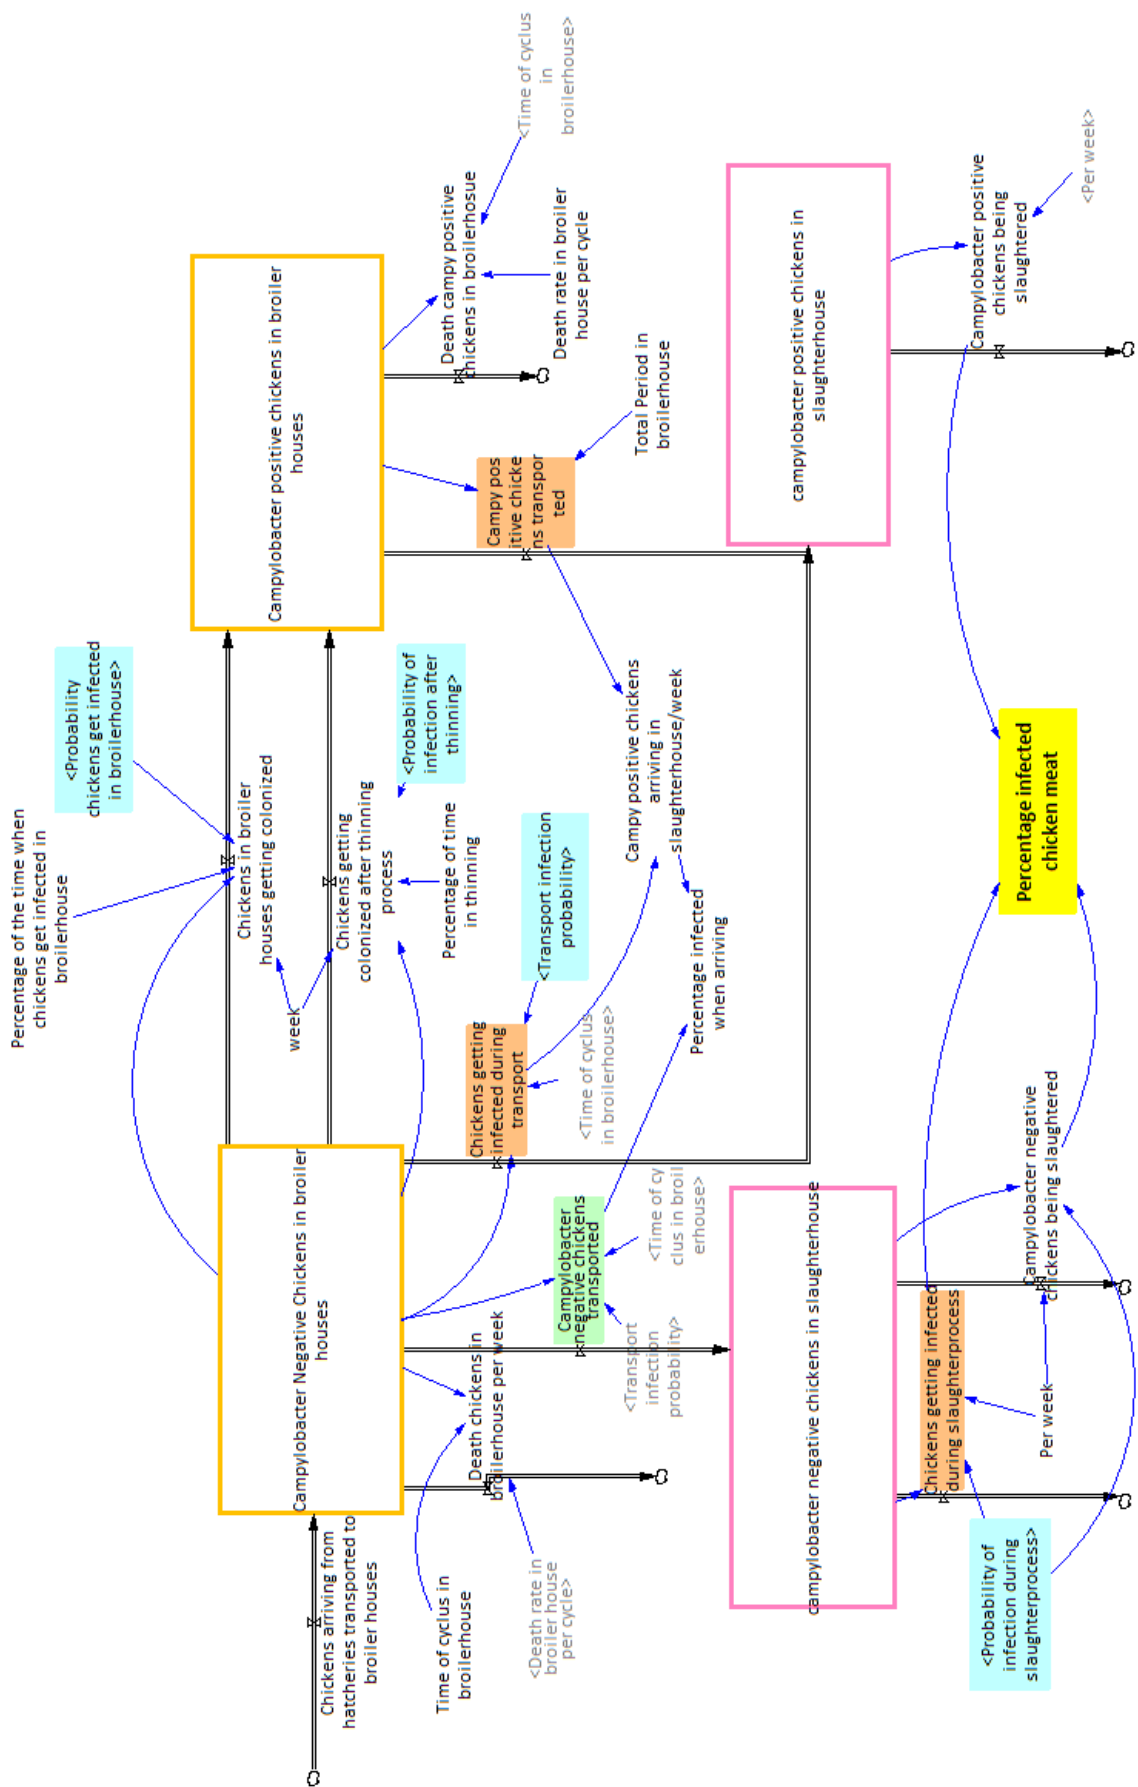 Chickens arriving from
hatcheries transported to
broiler houses
Campylobacter Negative Chickens in broiler
houses
Percentage of the time when
chickens get infected in
broilerhouse
<Probability
chickens get infected
in broilerhouse>
Chickens in broiler
houses getting colonized
week
Chickens getting
colonized after thinning
process
<Probability of
infection after
thinning>
Percentage of time
in thinning
Campylobacter positive chickens in broiler
houses
Time of cyclus in
broilerhouse
Death chickens in
broilerhouse per week
<Death rate in
broiler house
per cycle>
Chickens getting
infected during
transport
<Transport infection
probability>
<Time of cyclus
in broilerhouse>
Campylobacter
negative chickens
transported
<Time of cy
clus in broil
erhouse>
<Transport
infection
probability>
Campy pos
itive chicke
ns transpor
ted
Total Period in
broilerhouse
Death campy positive
chickens in broilerhosue
<Time of cyclus
in
broilerhouse>
Death rate in broiler
house per cycle
Campy positive chickens
arriving in
slaughterhouse/week
Percentage infected
when arriving
campylobacter negative chickens in slaughterhouse
campylobacter positive chickens in
slaughterhouse
<Probability of
infection during
slaughterprocess>
Chickens getting infected
during slaughterprocess
Per week
Campylobacter negative
chickens being slaughtered
Percentage infected
chicken meat
Campylobacter positive
chickens being
slaughtered
<Per week>